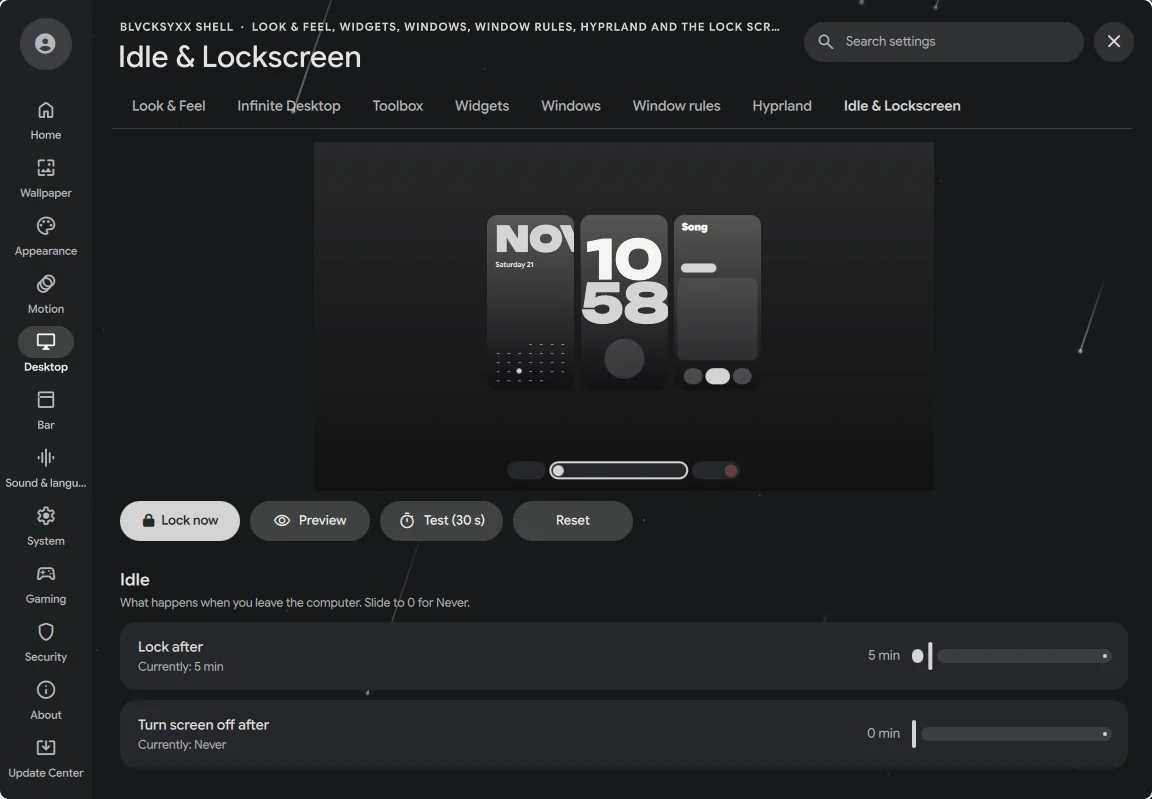 BLVCKSYXX SHELL · LOOK & FEEL, WIDGETS, WINDOWS, WINDOW RULES, HYPRLAND AND THE LOCK SCR...
Idle & Lockscreen
Search settings
Look & Feel
Infinite Desktop
Toolbox
Widgets
Windows
Window rules
Hyprland
Idle & Lockscreen
Home
Wallpaper
Appearance
Motion
Desktop
Bar
Sound & langu...
System
Gaming
Security
About
Update Center
NOV
Saturday 21
10
58
Song
Lock now
Preview
Test (30 s)
Reset
Idle
What happens when you leave the computer. Slide to 0 for Never.
Lock after
Currently: 5 min
5 min
Turn screen off after
Currently: Never
0 min